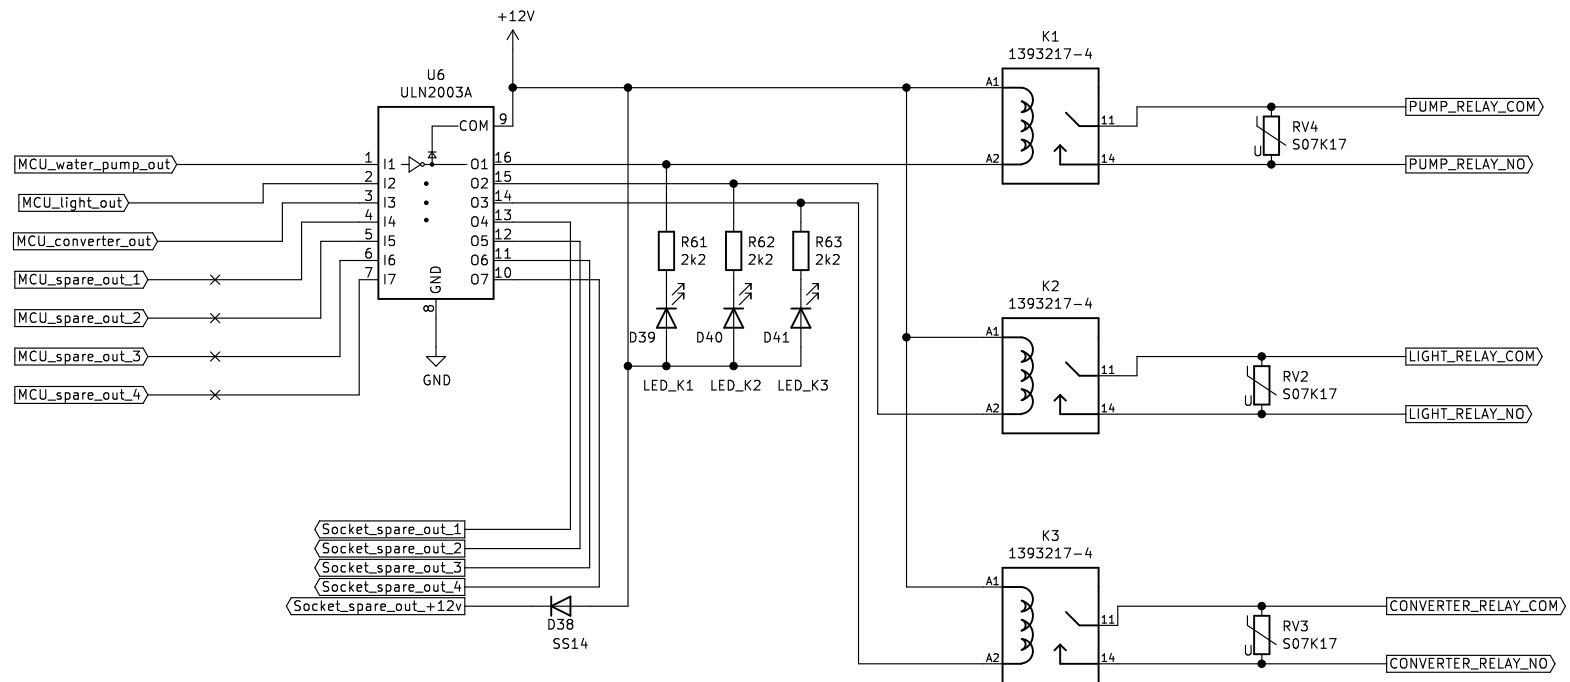 +12V
U6
ULN2003A
COM
9
MCU_water_pump_out
1
I1
O1
16
MCU_light_out
2
I2
O2
15
MCU_converter_out
3
I3
O3
14
MCU_spare_out_1
4
I4
O4
13
MCU_spare_out_2
5
I5
O5
12
MCU_spare_out_3
6
I6
O6
11
MCU_spare_out_4
7
I7
O7
10
GND
8
GND
R61
2k2
R62
2k2
R63
2k2
D39
D40
D41
LED_K1
LED_K2
LED_K3
Socket_spare_out_1
Socket_spare_out_2
Socket_spare_out_3
Socket_spare_out_4
Socket_spare_out_+12v
D38
SS14
K1
1393217-4
A1
A2
11
14
U
RV4
S07K17
PUMP_RELAY_COM
PUMP_RELAY_NO
K2
1393217-4
A1
A2
11
14
U
RV2
S07K17
LIGHT_RELAY_COM
LIGHT_RELAY_NO
K3
1393217-4
A1
A2
11
14
U
RV3
S07K17
CONVERTER_RELAY_COM
CONVERTER_RELAY_NO